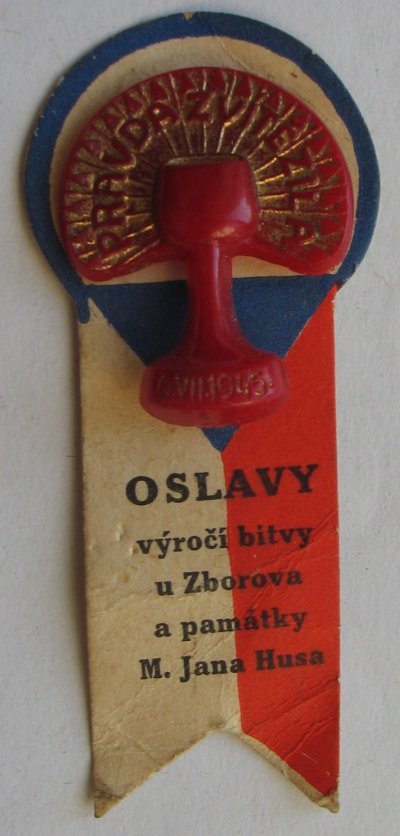 PRAVDA ZVÍTĚZILA
6.VII.1945.
OSLAVY
výročí bitvy
u Zborova
a památky
M. Jana Husa